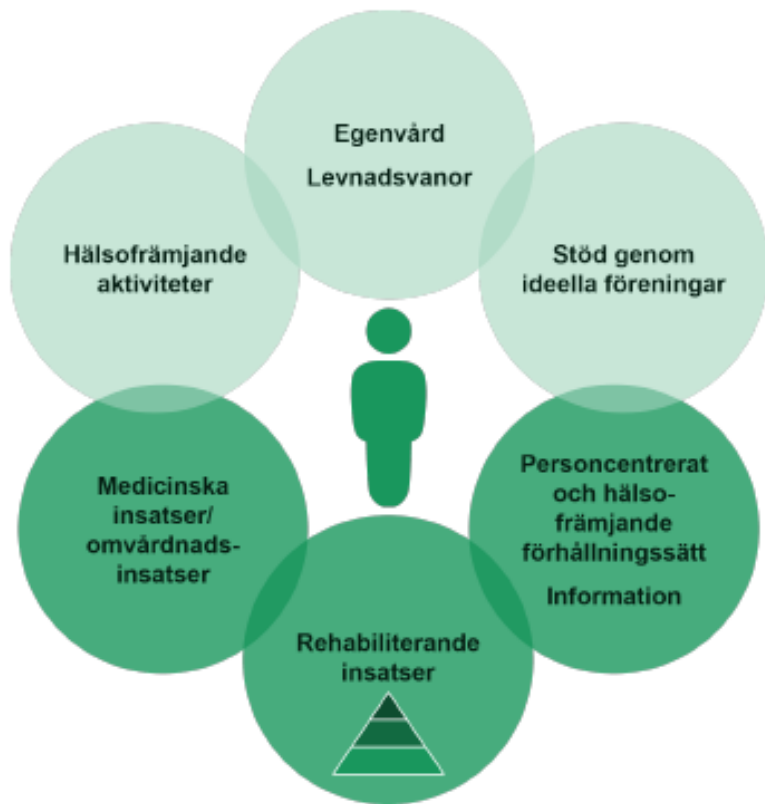 Egenvård
Levnadsvanor
Hälsofrämjande
aktiviteter
Stöd genom
ideella föreningar
Medicinska
insatser/
omvårdnads-
insatser
Personcentrerat
och hälso-
främjande
förhållningssätt
Information
Rehabiliterande
insatser